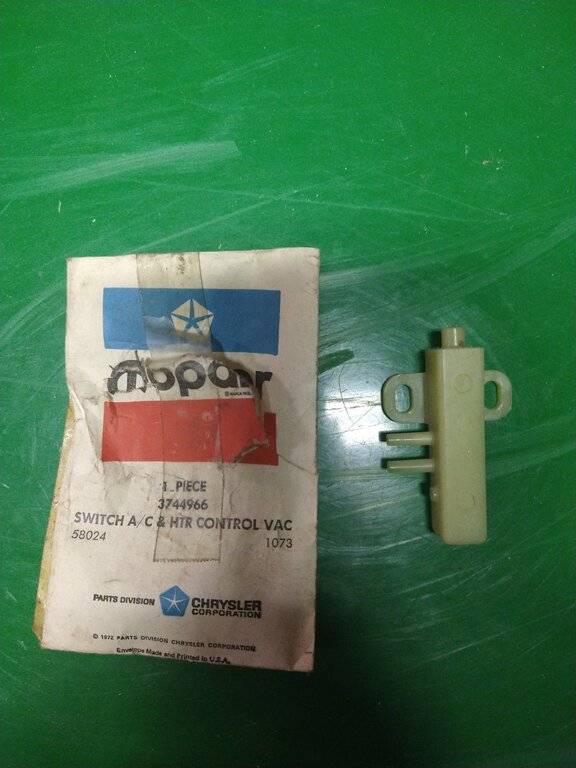 Mopar
1 PIECE
3744966
SWITCH A/C & HTR CONTROL VAC
58024 1073
PARTS DIVISION CHRYSLER
CORPORATION
© 1972 PARTS DIVISION CHRYSLER CORPORATION
Envelope Made and Printed in U.S.A.